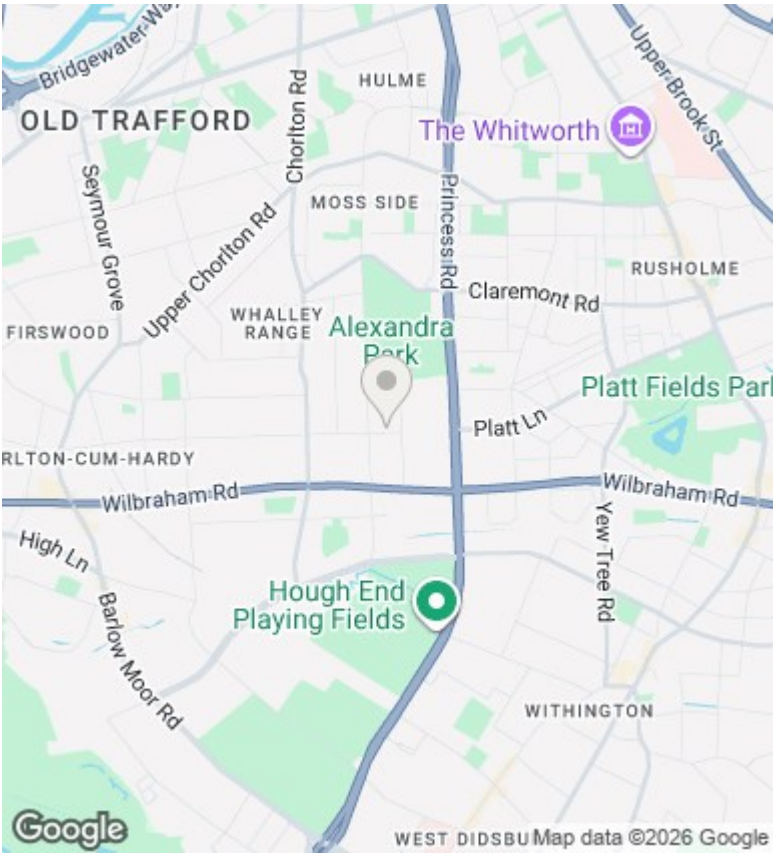 Bridgewater Way
HULME
OLD TRAFFORD
Chorlton Rd
Upper Brook St
The Whitworth
Seymour Grove
MOSS SIDE
Princess Rd
Upper Chorlton Rd
RUSHOLME
Claremont Rd
WHALLEY
RANGE
FIRSWOOD
Alexandra
Park
Platt Fields Park
Platt Ln
RLTON-CUM-HARDY
Wilbraham Rd
Wilbraham Rd
High Ln
Yew Tree Rd
Hough End
Playing Fields
Barlow Moor Rd
WITHINGTON
Google
WEST DIDSBU
Map data ©2026 Google